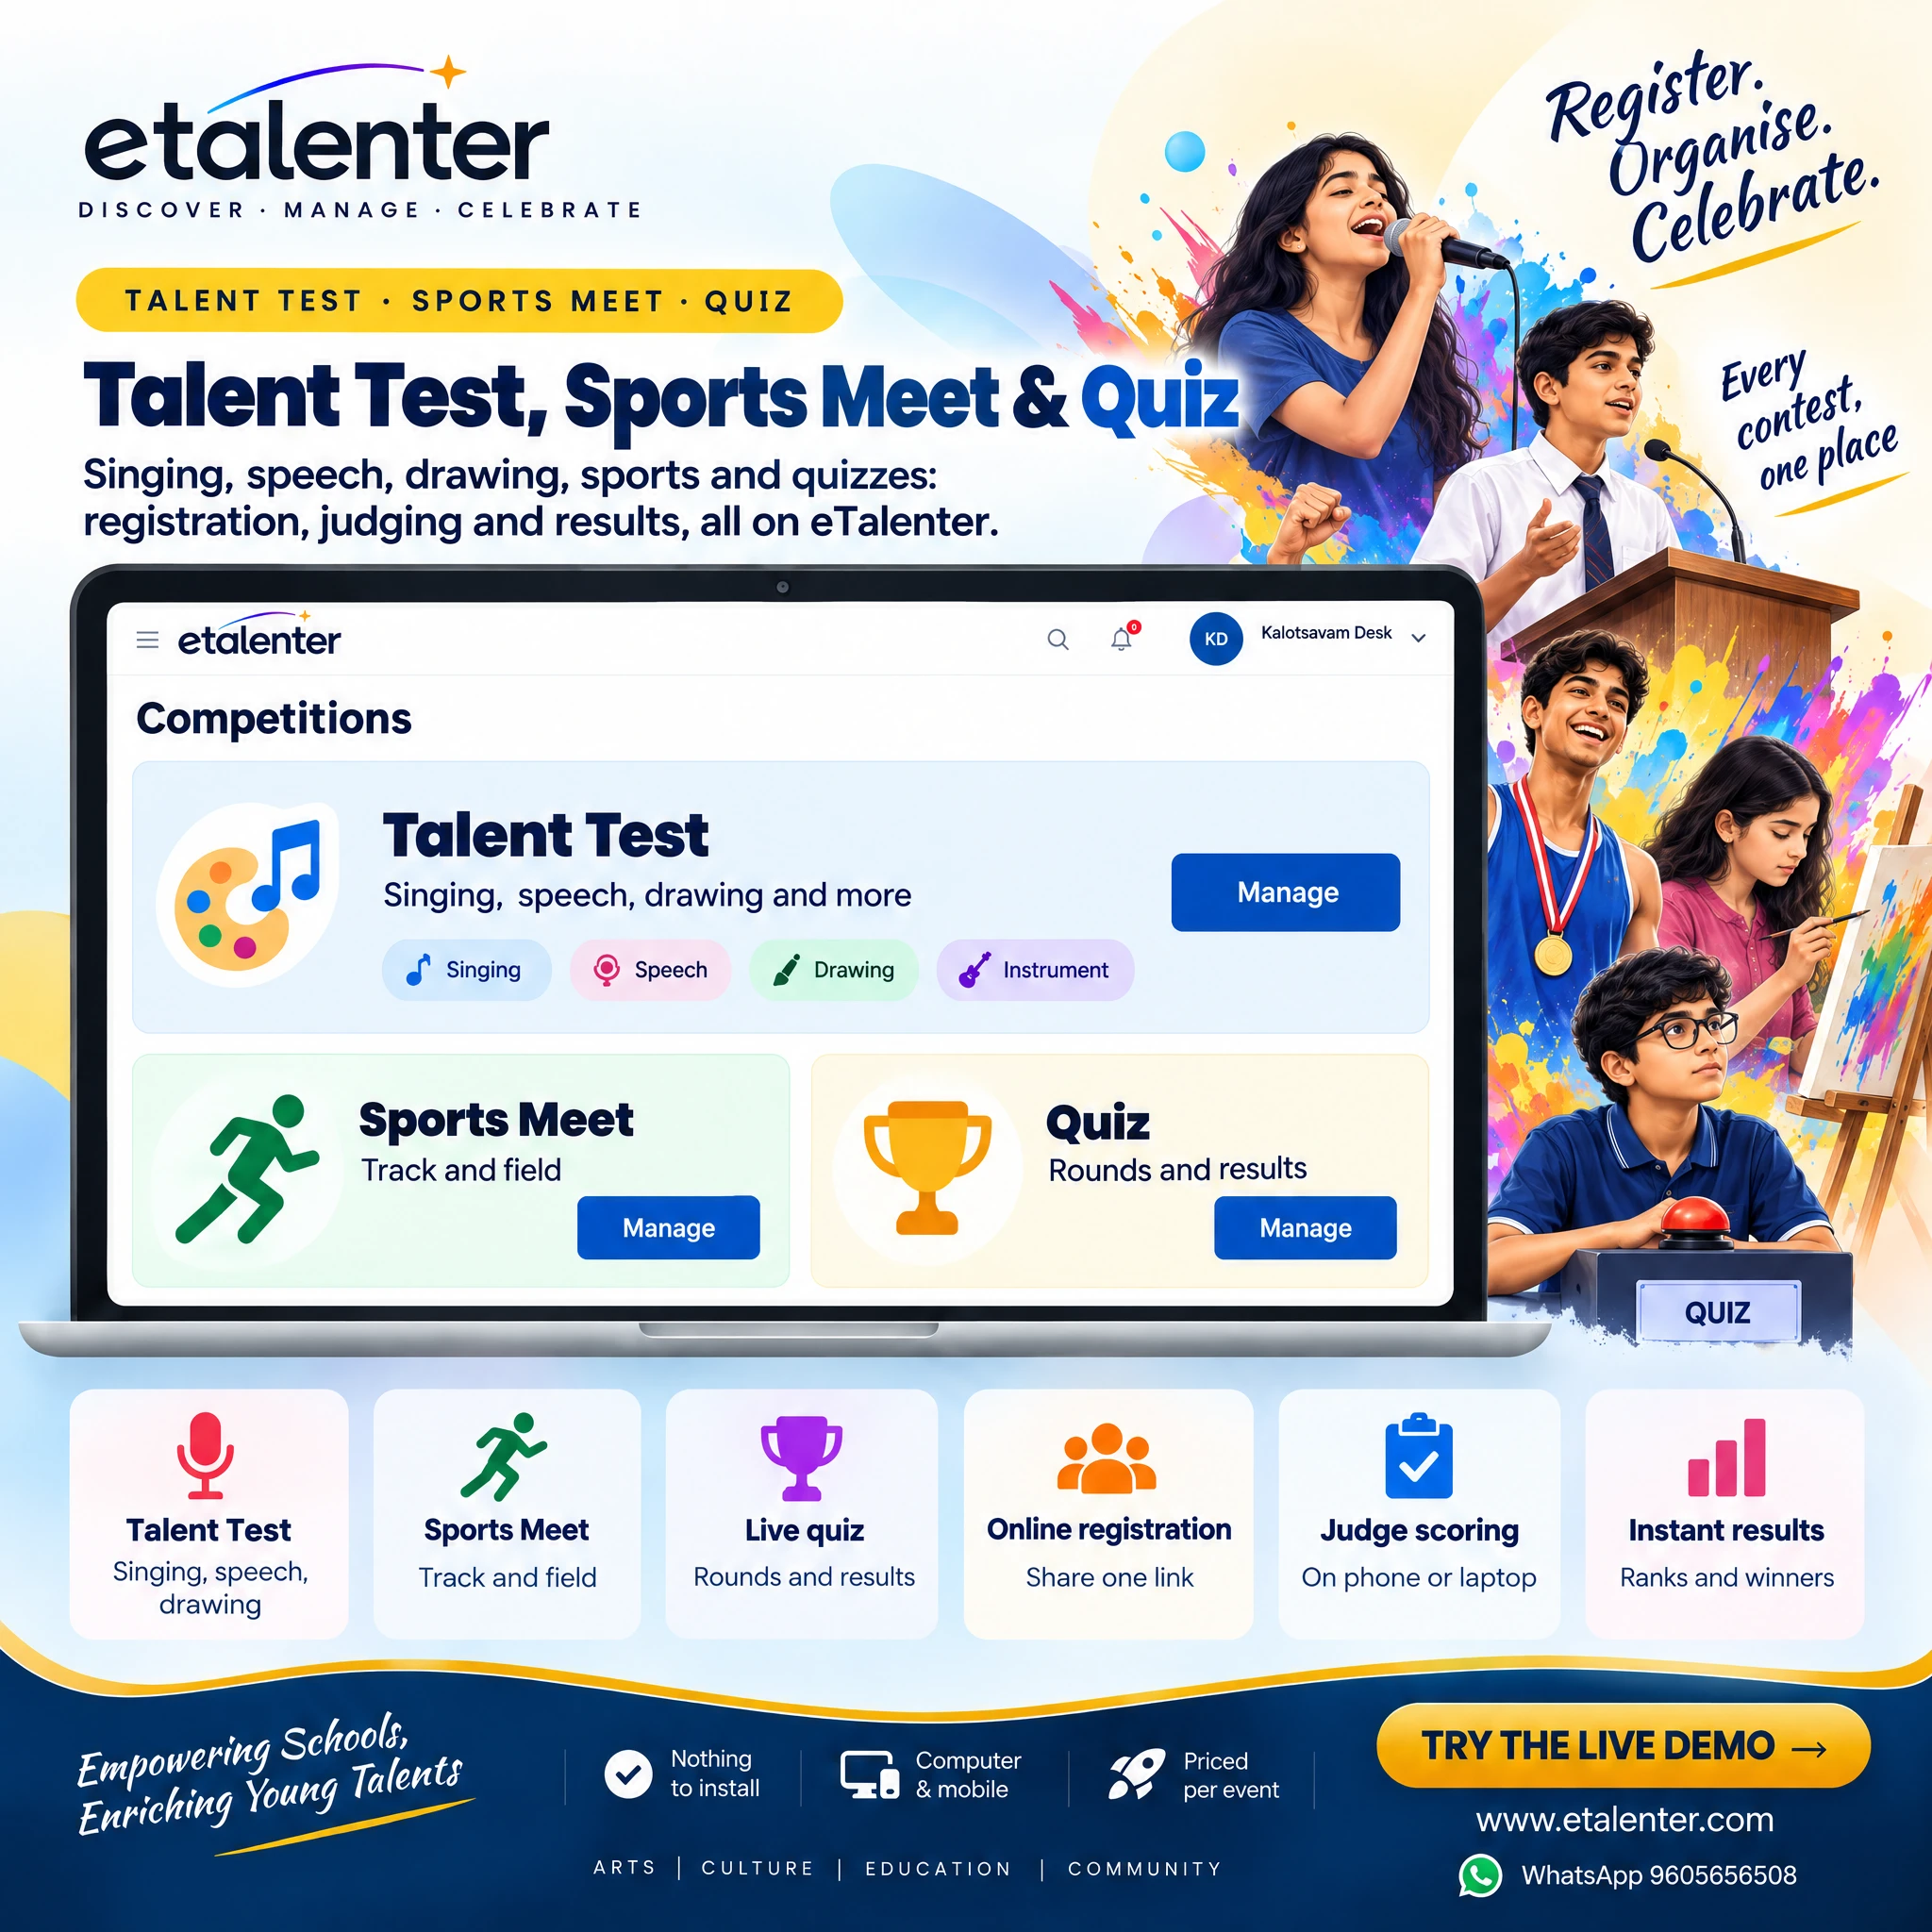 etalenter
DISCOVER · MANAGE · CELEBRATE
Register.
Organise.
Celebrate.
TALENT TEST · SPORTS MEET · QUIZ
Talent Test, Sports Meet & Quiz
Singing, speech, drawing, sports and quizzes:
registration, judging and results, all on eTalenter.
Every
contest,
one place
etalenter
0
KD
Kalotsavam Desk
Competitions
Talent Test
Singing, speech, drawing and more
Manage
Singing
Speech
Drawing
Instrument
Sports Meet
Track and field
Manage
Quiz
Rounds and results
Manage
QUIZ
Talent Test
Singing, speech,
drawing
Sports Meet
Track and field
Live quiz
Rounds and results
Online registration
Share one link
Judge scoring
On phone or laptop
Instant results
Ranks and winners
Empowering Schools,
Enriching Young Talents
Nothing
to install
Computer
& mobile
Priced
per event
ARTS | CULTURE | EDUCATION | COMMUNITY
TRY THE LIVE DEMO →
www.etalenter.com
WhatsApp 9605656508